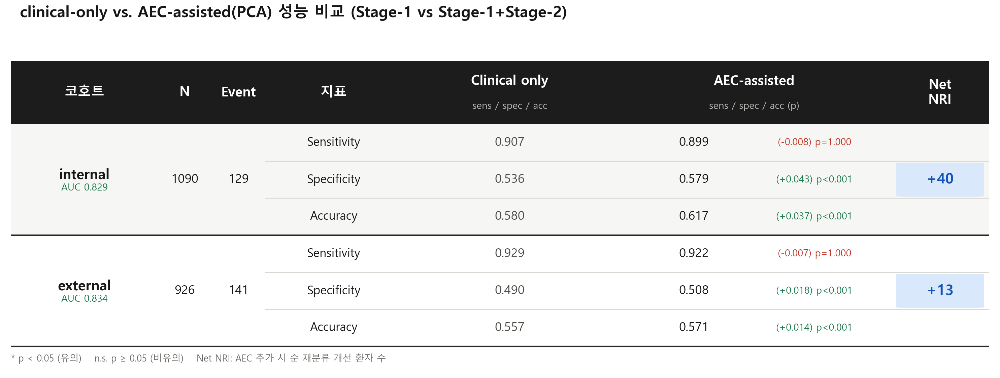 clinical-only vs. AEC-assisted(PCA) 성능 비교 (Stage-1 vs Stage-1+Stage-2)
코호트 N Event 지표 Clinical only AEC-assisted Net NRI
sens / spec / acc sens / spec / acc (p)
Sensitivity 0.907 0.899 (-0.008) p=1.000
internal 1090 129 Specificity 0.536 0.579 (+0.043) p<0.001 +40
AUC 0.829
Accuracy 0.580 0.617 (+0.037) p<0.001
Sensitivity 0.929 0.922 (-0.007) p=1.000
external 926 141 Specificity 0.490 0.508 (+0.018) p<0.001 +13
AUC 0.834
Accuracy 0.557 0.571 (+0.014) p<0.001
* p < 0.05 (유의) n.s. p ≥ 0.05 (비유의) Net NRI: AEC 추가 시 순 재분류 개선 환자 수